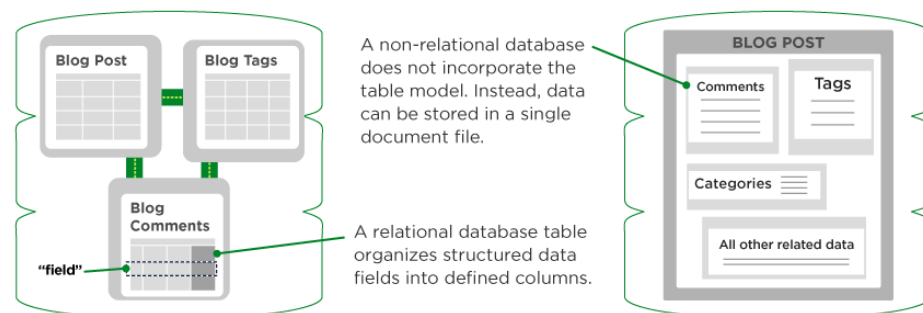 Blog Post
Blog Tags
Blog
Comments
“field”
A non-relational database
does not incorporate the
table model. Instead, data
can be stored in a single
document file.
A relational database table
organizes structured data
fields into defined columns.
BLOG POST
Comments
Tags
Categories
All other related data